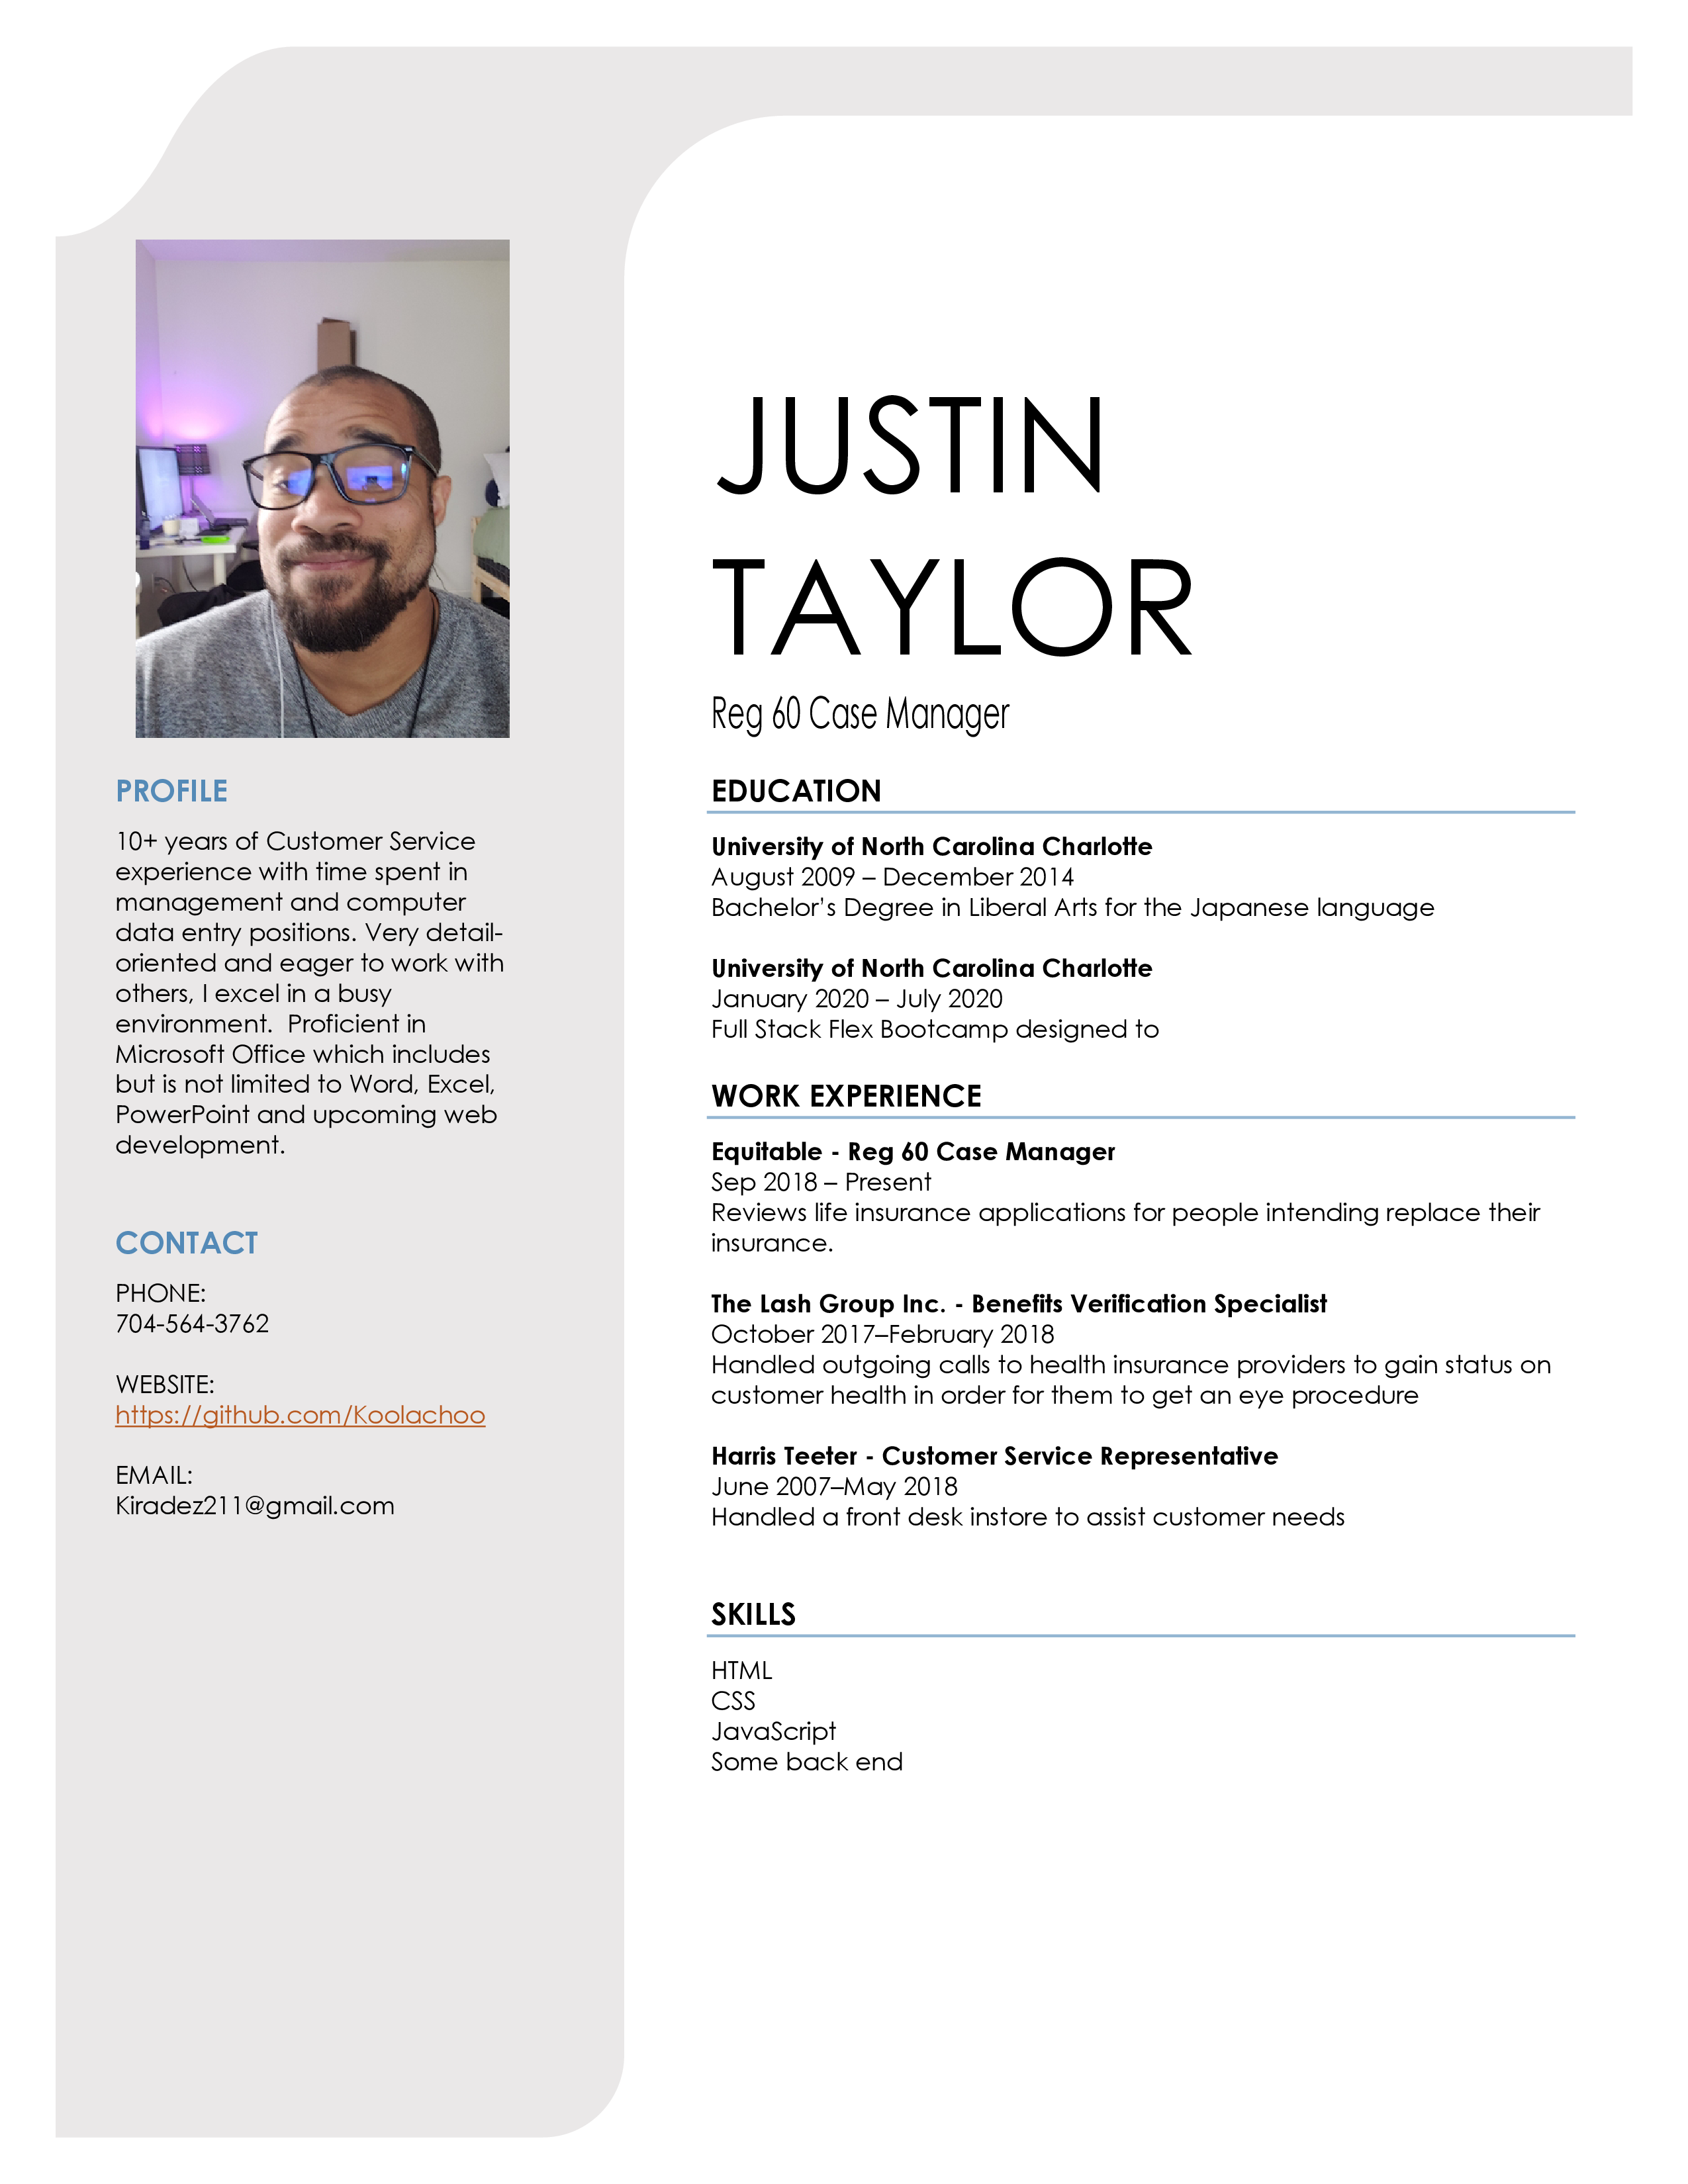 JUSTIN
TAYLOR
Reg 60 Case Manager
PROFILE
10+ years of Customer Service
experience with time spent in
management and computer
data entry positions. Very detail-
oriented and eager to work with
others, I excel in a busy
environment.  Proficient in
Microsoft Office which includes
but is not limited to Word, Excel,
PowerPoint and upcoming web
development.
CONTACT
PHONE:
704-564-3762
WEBSITE:
https://github.com/Koolachoo
EMAIL:
Kiradez211@gmail.com
EDUCATION
University of North Carolina Charlotte
August 2009 – December 2014
Bachelor’s Degree in Liberal Arts for the Japanese language
University of North Carolina Charlotte
January 2020 – July 2020
Full Stack Flex Bootcamp designed to
WORK EXPERIENCE
Equitable - Reg 60 Case Manager
Sep 2018 – Present
Reviews life insurance applications for people intending replace their
insurance.
The Lash Group Inc. - Benefits Verification Specialist
October 2017–February 2018
Handled outgoing calls to health insurance providers to gain status on
customer health in order for them to get an eye procedure
Harris Teeter - Customer Service Representative
June 2007–May 2018
Handled a front desk instore to assist customer needs
SKILLS
HTML
CSS
JavaScript
Some back end